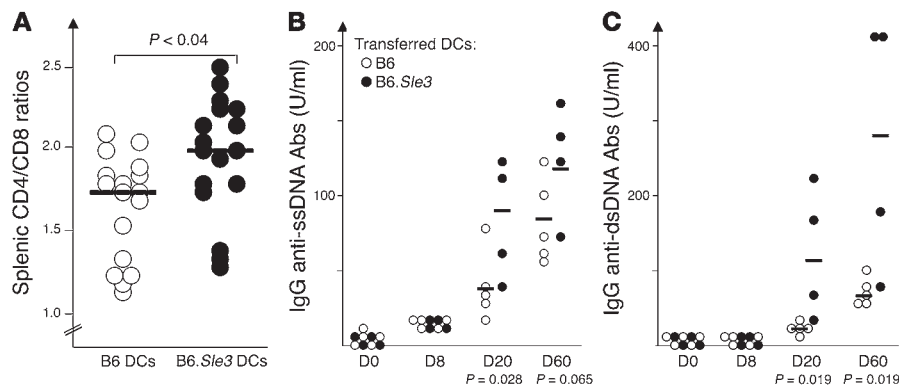 A
P < 0.04
Splenic CD4/CD8 ratios
2.5
2.0
1.5
1.0
B6 DCs
B6.Sle3 DCs
B
IgG anti-ssDNA Abs (U/ml)
200
100
Transferred DCs:
B6
B6.Sle3
D0
D8
D20
D60
P = 0.028
P = 0.065
C
IgG anti-dsDNA Abs (U/ml)
400
200
D0
D8
D20
D60
P = 0.019
P = 0.019